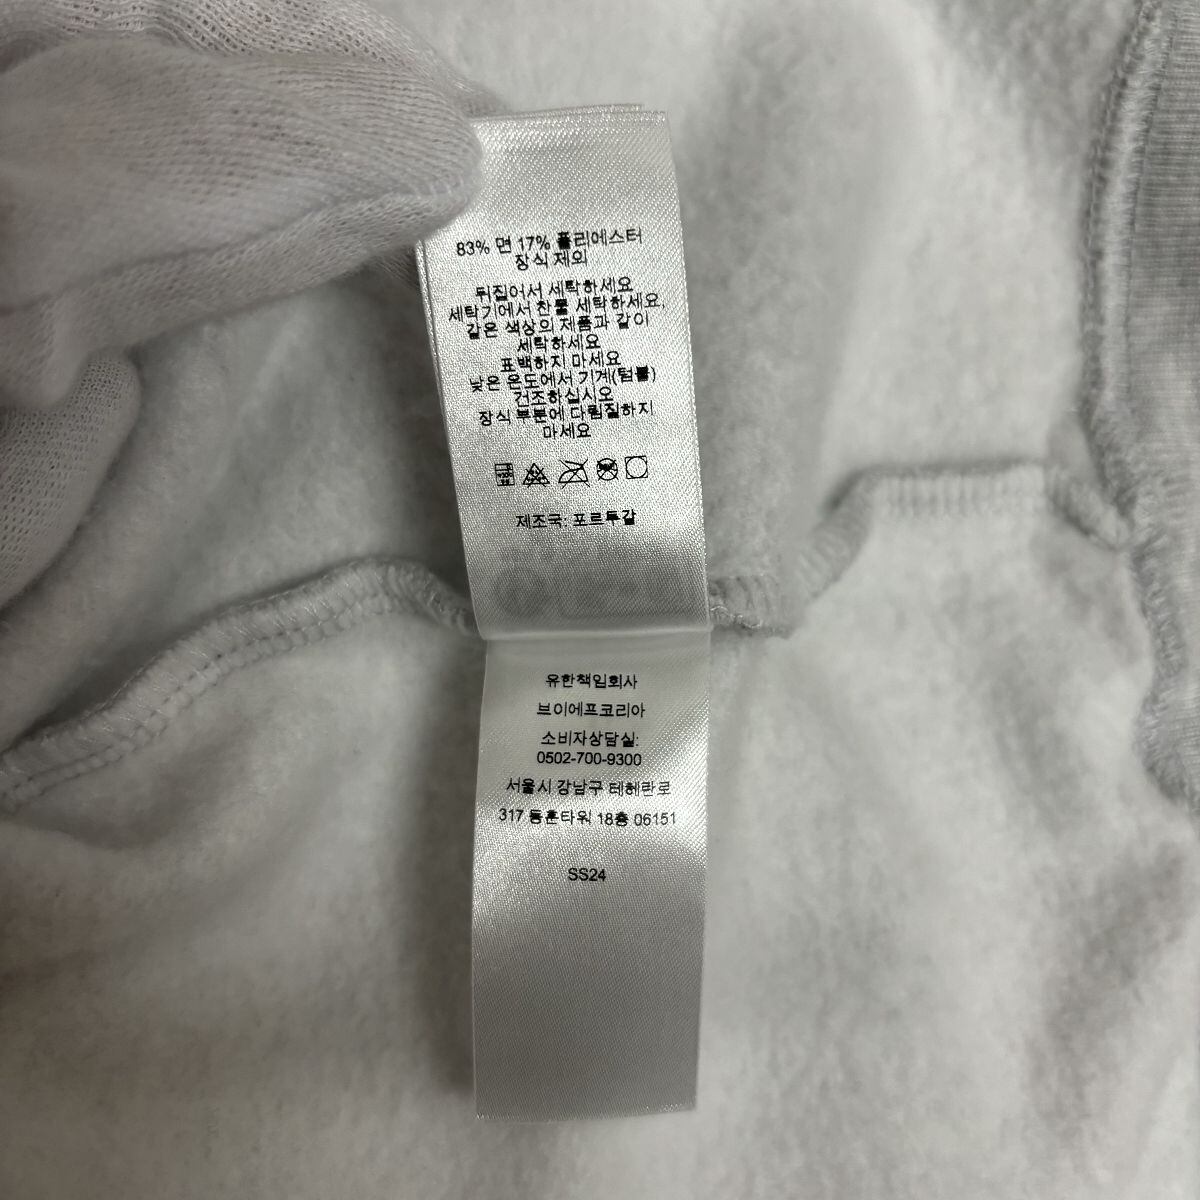 83% 면 17% 폴리에스터
장식 제외
뒤집어서 세탁하세요
세탁기에서 찬물 세탁하세요,
같은 색상의 제품과 같이
세탁하세요
표백하지 마세요
낮은 온도에서 기계(텀블)
건조하십시오
장식 부분에 다림질하지
마세요
제조국: 포르투갈
유한책임회사
브이에프코리아
소비자상담실:
0502-700-9300
서울시 강남구 테헤란로
317 동훈타워 18층 06151
SS24